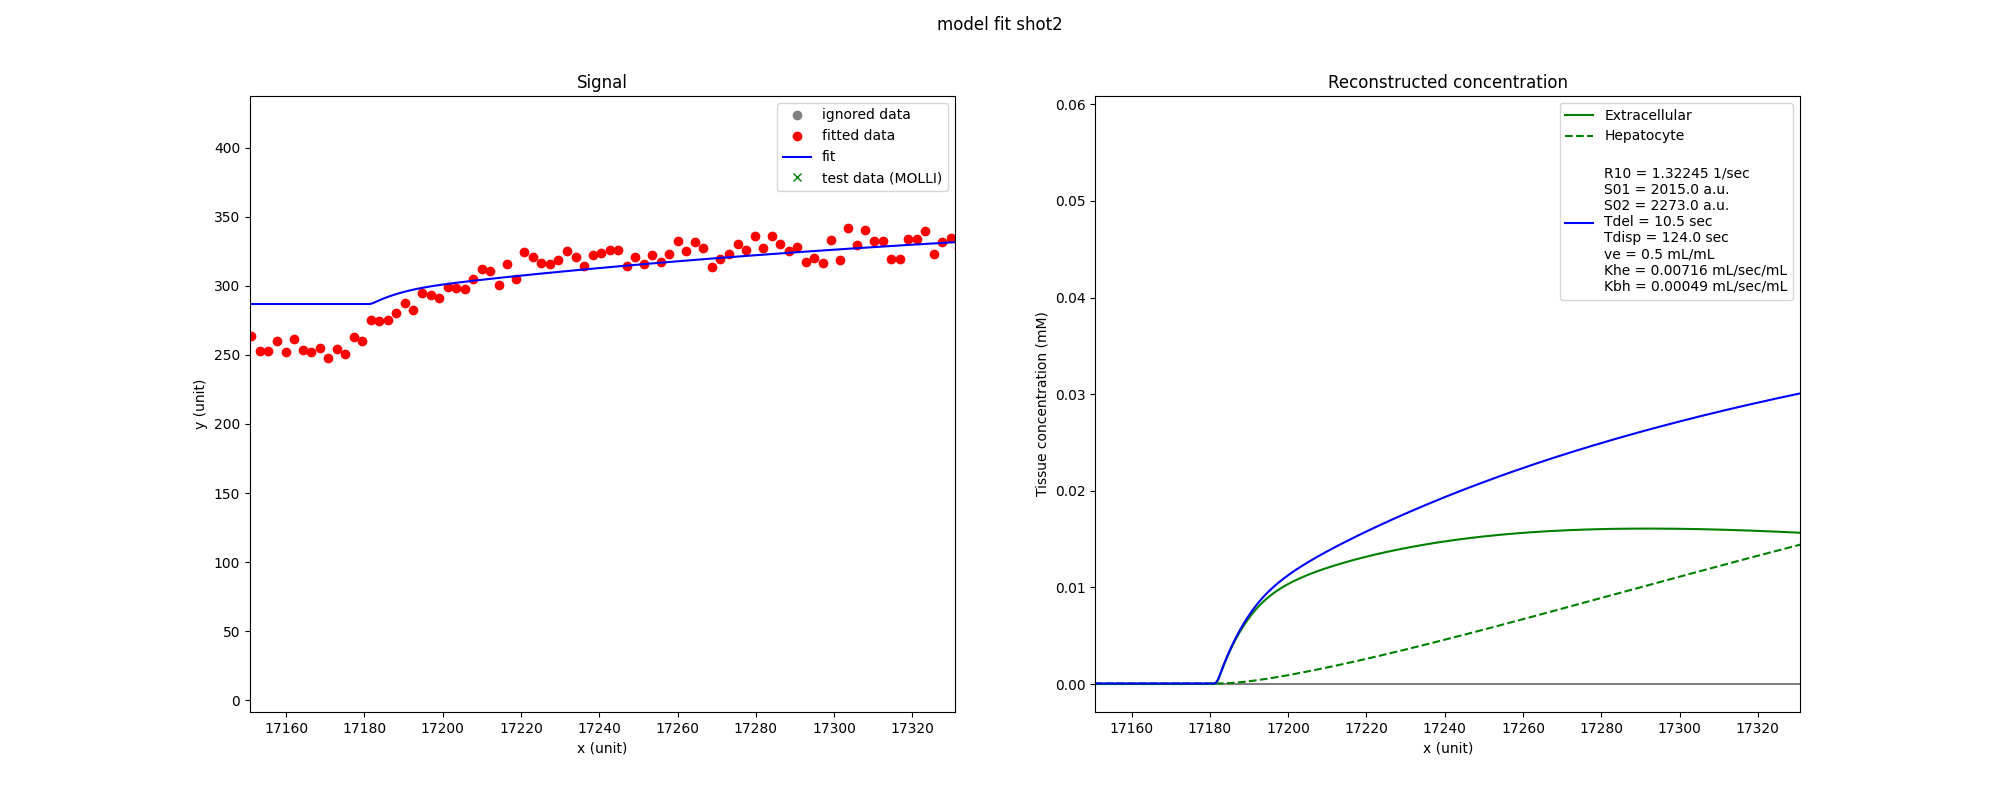 model fit shot2
Signal
400
350
300
250
200
150
100
50
0
y (unit)
17160 17180 17200 17220 17240 17260 17280 17300 17320
x (unit)
ignored data
fitted data
fit
test data (MOLLI)
Reconstructed concentration
0.06
0.05
0.04
0.03
0.02
0.01
0.00
Tissue concentration (mM)
17160 17180 17200 17220 17240 17260 17280 17300 17320
x (unit)
Extracellular
Hepatocyte
R10 = 1.32245 1/sec
S01 = 2015.0 a.u.
S02 = 2273.0 a.u.
Tdel = 10.5 sec
Tdisp = 124.0 sec
ve = 0.5 mL/mL
Khe = 0.00716 mL/sec/mL
Kbh = 0.00049 mL/sec/mL